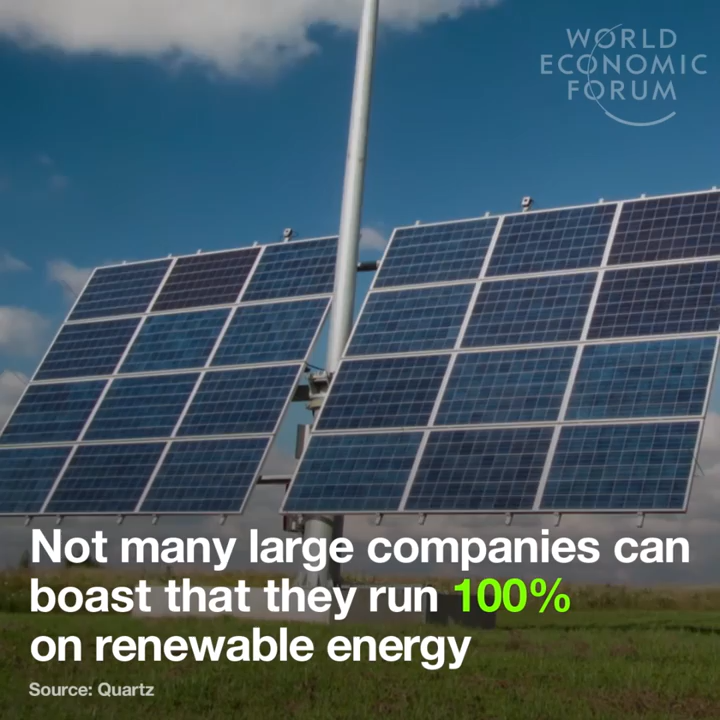 WORLD
ECONOMIC
FORUM
Not many large companies can
boast that they run 100%
on renewable energy
Source: Quartz